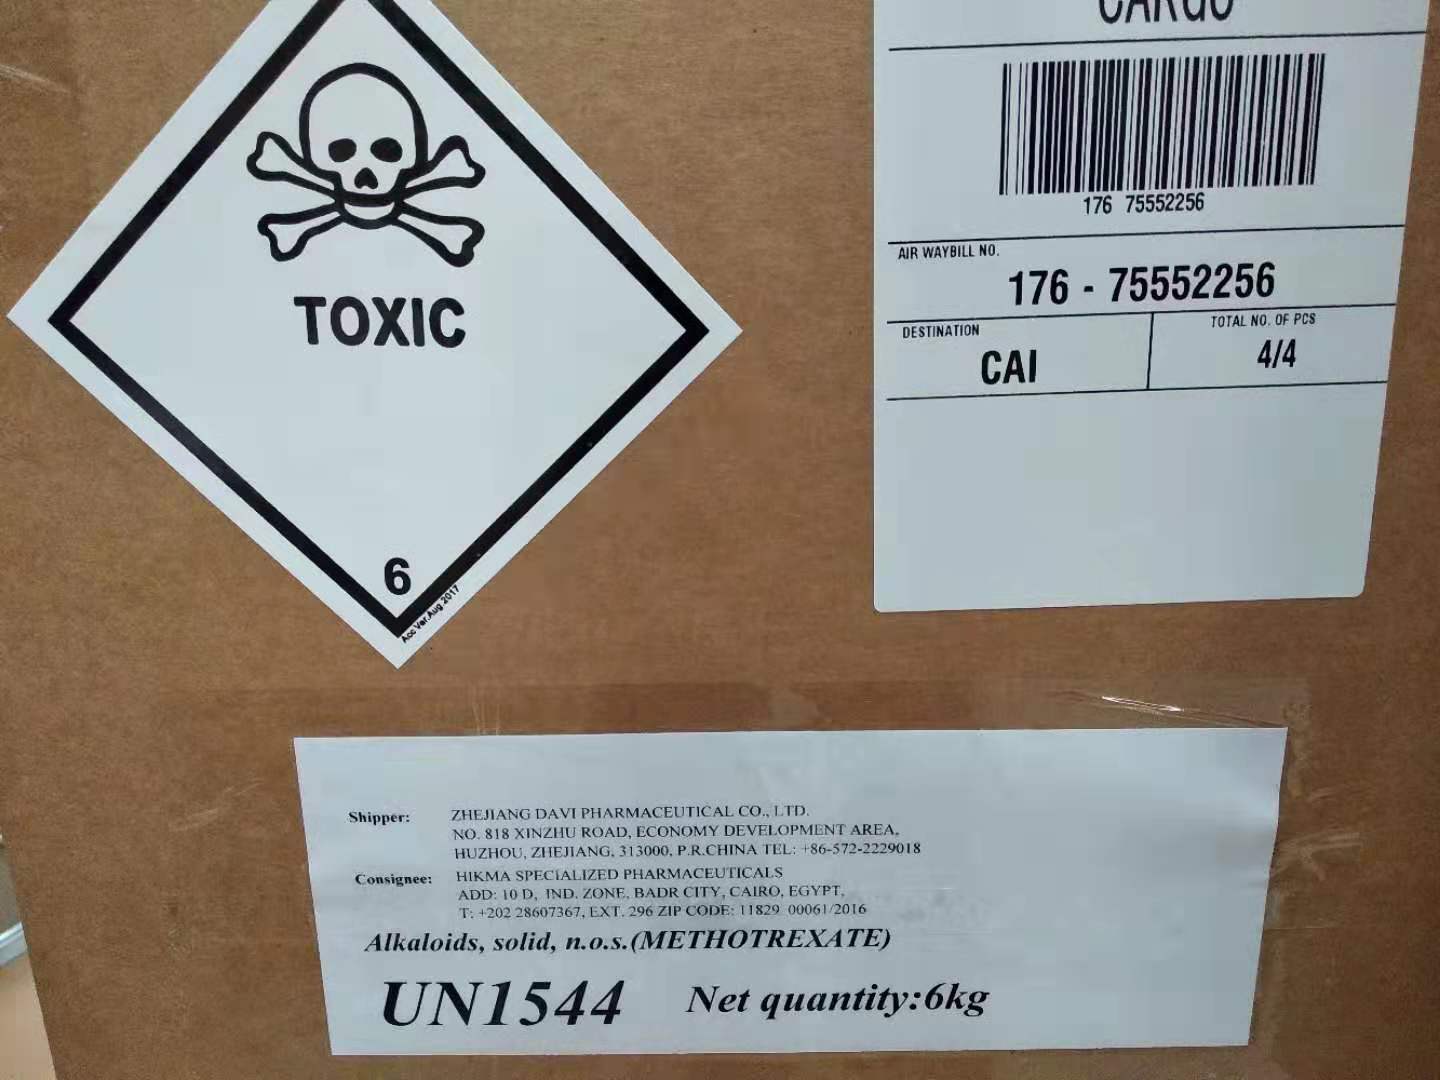 TOXIC
6
Acc Ver.Aug 2017
CARGO
176 75552256
AIR WAYBILL NO.
176 - 75552256
DESTINATION
CAI
TOTAL NO. OF PCS
4/4
Shipper: ZHEJIANG DAVI PHARMACEUTICAL CO., LTD.
NO. 818 XINZHU ROAD, ECONOMY DEVELOPMENT AREA,
HUZHOU, ZHEJIANG, 313000, P.R.CHINA TEL: +86-572-2229018
Consignee: HIKMA SPECIALIZED PHARMACEUTICALS
ADD: 10 D, IND. ZONE, BADR CITY, CAIRO, EGYPT,
T: +202 28607367, EXT. 296 ZIP CODE: 11829 00061/2016
Alkaloids, solid, n.o.s.(METHOTREXATE)
UN1544 Net quantity:6kg